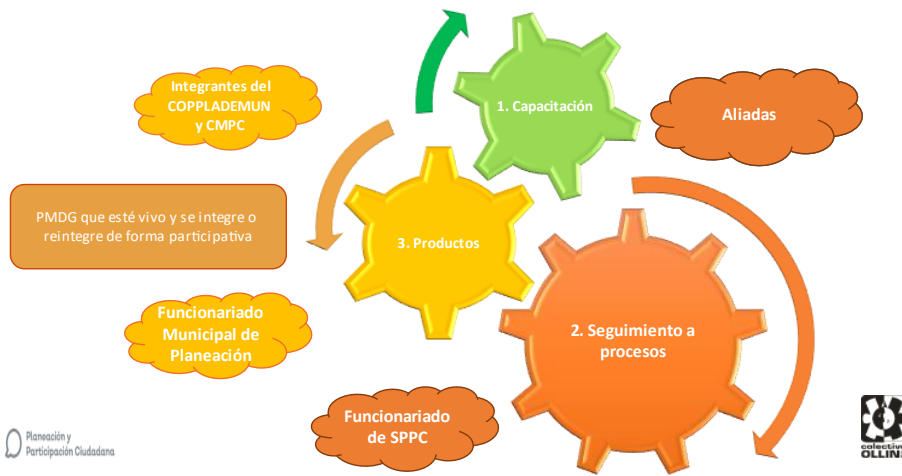 Integrantes del
COPPLADEMUN
y CMPC
1. Capacitación
Aliadas
PMDG que esté vivo y se integre o
reintegre de forma participativa
3. Productos
Funcionariado
Municipal de
Planeación
2. Seguimiento a
procesos
Funcionariado
de SPPC
Planeación y
Participación Ciudadana
colectivo
OLLIN